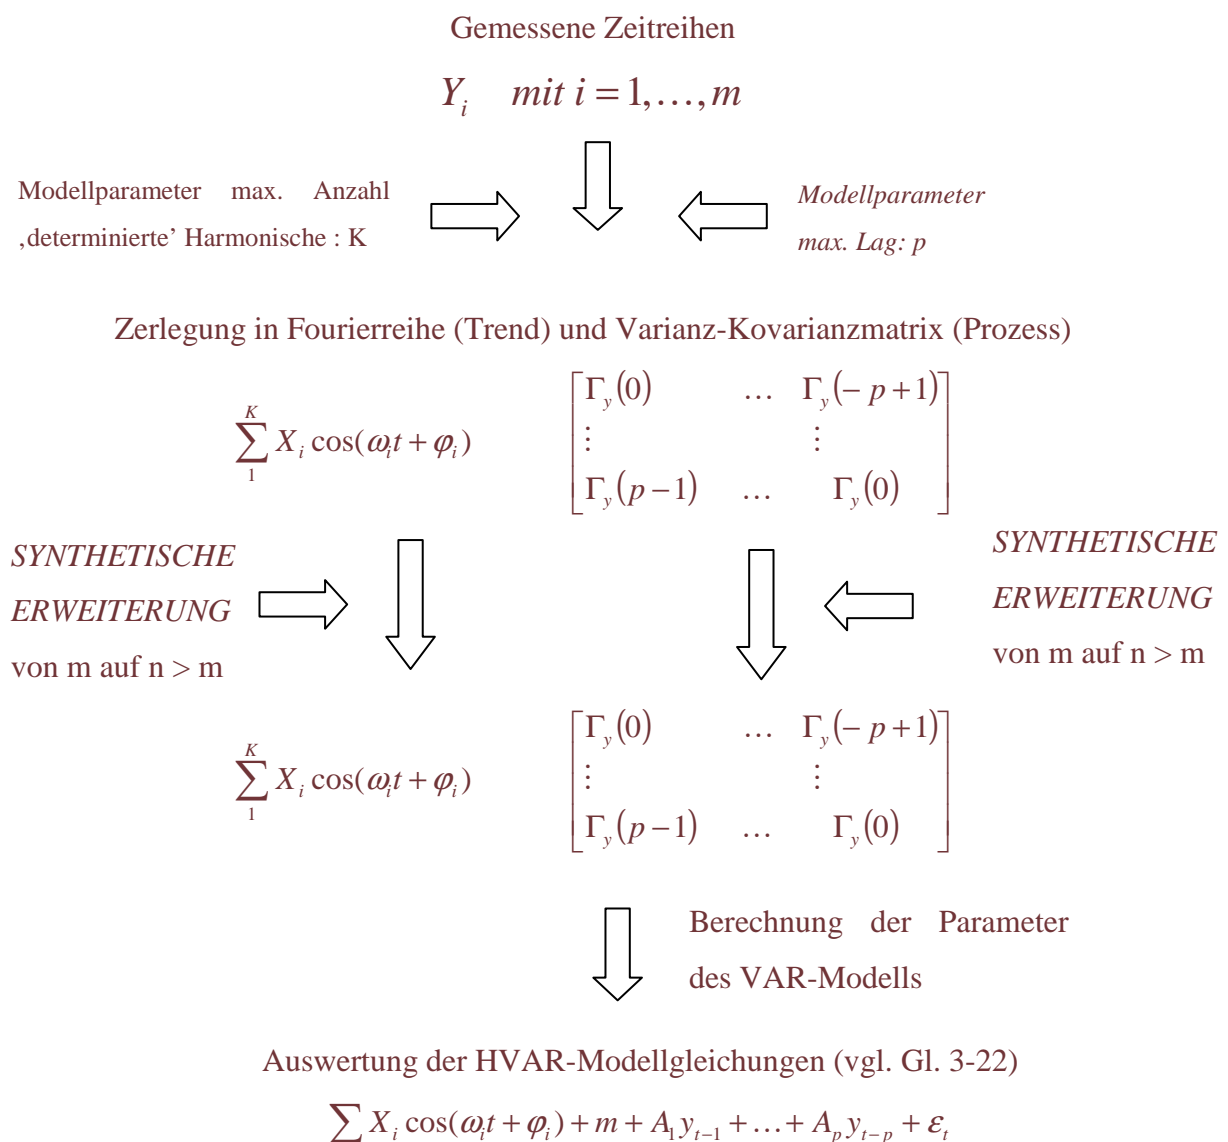 Gemessene Zeitreihen
Y_i mit i = 1,…,m
Modellparameter max. Anzahl
‚determinierte’ Harmonische : K
Modellparameter
max. Lag: p
Zerlegung in Fourierreihe (Trend) und Varianz-Kovarianzmatrix (Prozess)
∑_1^K X_i cos(ω_i t + φ_i)
[Γ_y(0) … Γ_y(− p +1)
⋮ ⋮
Γ_y(p −1) … Γ_y(0)]
SYNTHETISCHE
ERWEITERUNG
von m auf n > m
SYNTHETISCHE
ERWEITERUNG
von m auf n > m
∑_1^K X_i cos(ω_i t + φ_i)
[Γ_y(0) … Γ_y(− p +1)
⋮ ⋮
Γ_y(p −1) … Γ_y(0)]
Berechnung der Parameter
des VAR-Modells
Auswertung der HVAR-Modellgleichungen (vgl. Gl. 3-22)
∑ X_i cos(ω_i t + φ_i) + m + A_1 y_{t−1} + … + A_p y_{t−p} + ε_t